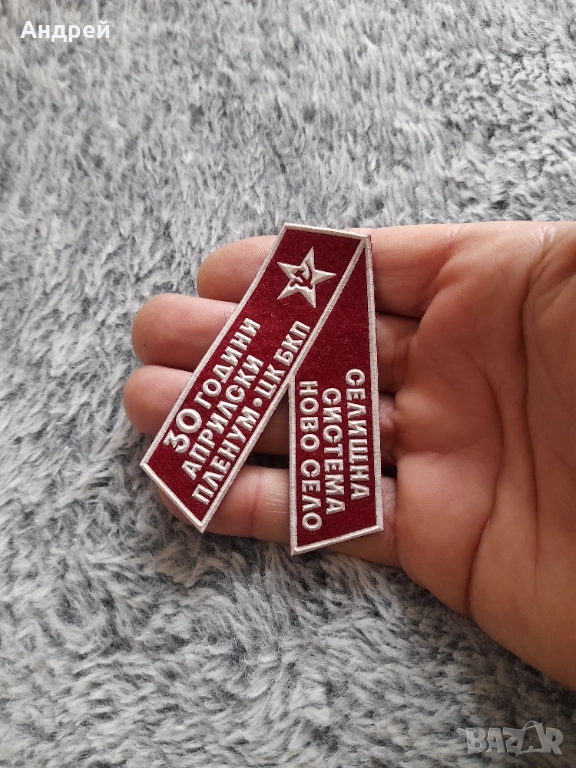 Андрей
30 ГОДИНИ
АПРИЛСКИ
ПЛЕНУМ • ЦК БКП
СЕЛИЩНА
СИСТЕМА
НОВО СЕЛО
BAZAR